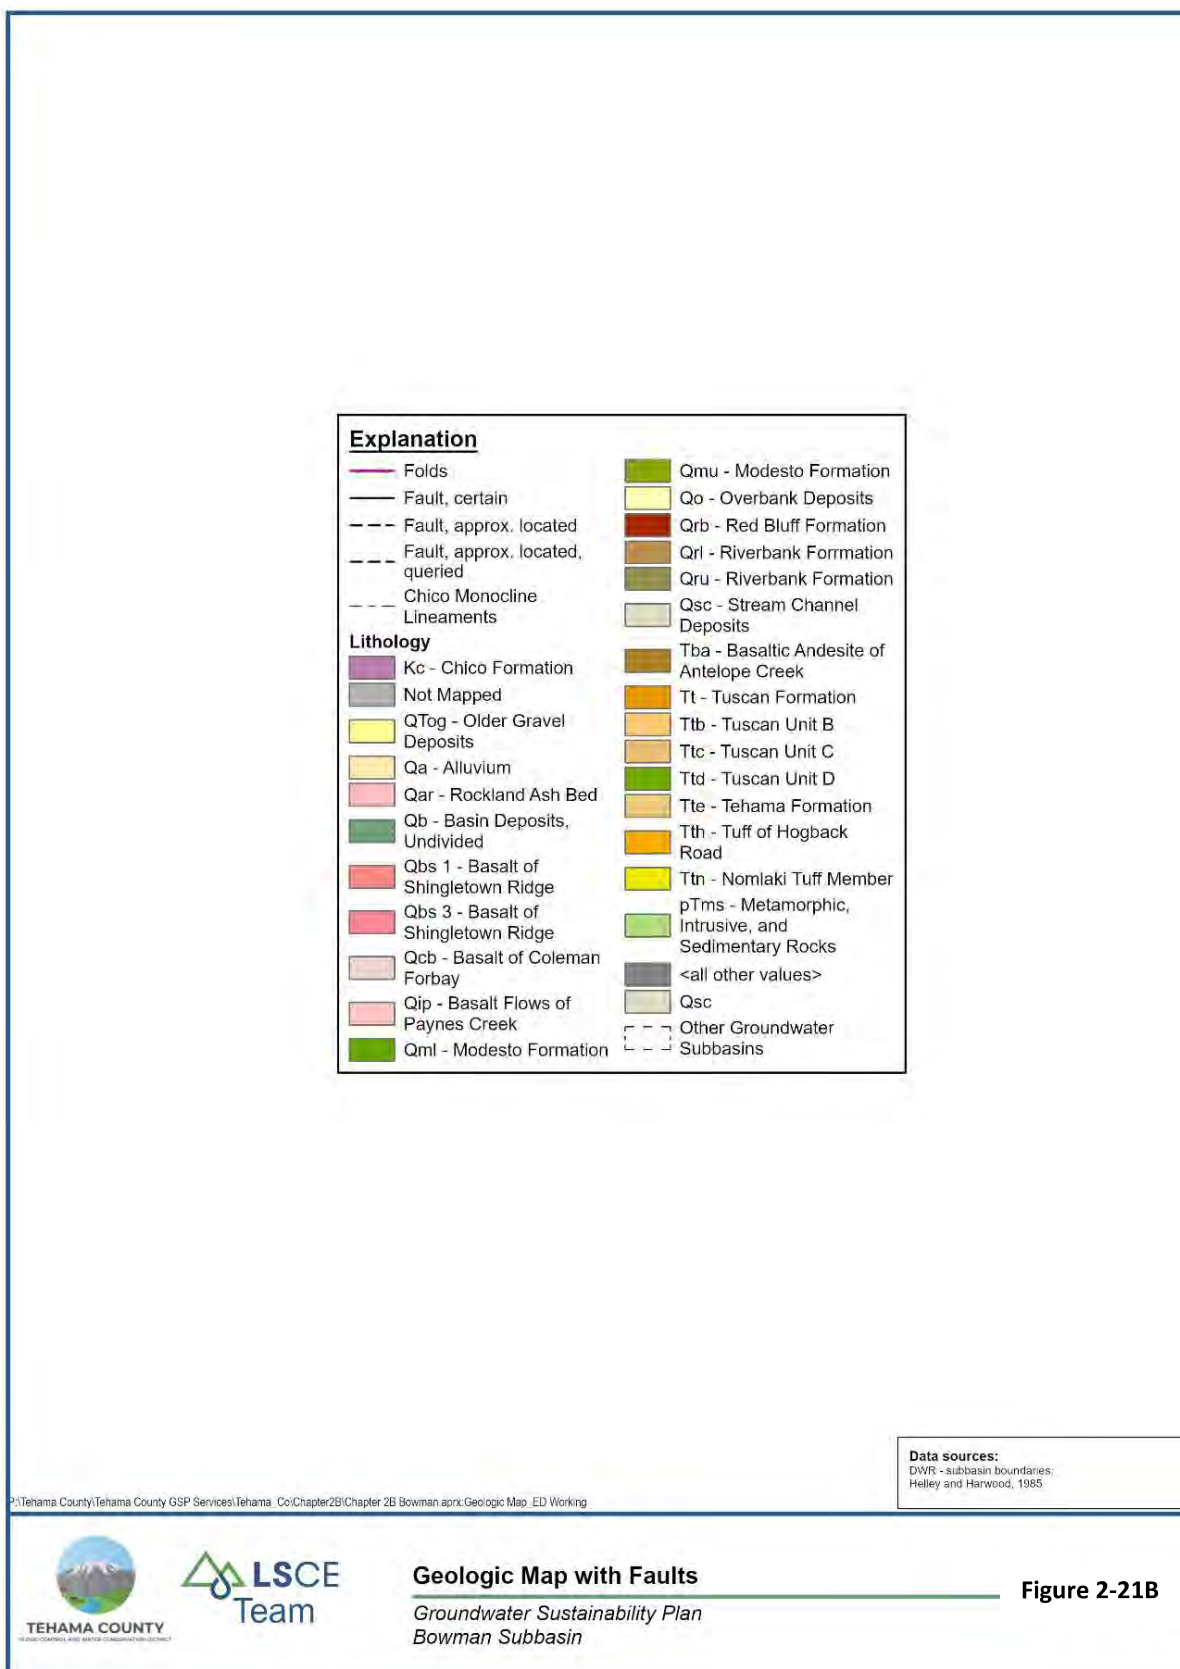 Explanation
Folds
Fault, certain
Fault, approx. located
Fault, approx. located,
queried
Chico Monocline
Lineaments
Lithology
Kc - Chico Formation
Not Mapped
QTog - Older Gravel
Deposits
Qa - Alluvium
Qar - Rockland Ash Bed
Qb - Basin Deposits,
Undivided
Qbs 1 - Basalt of
Shingletown Ridge
Qbs 3 - Basalt of
Shingletown Ridge
Qcb - Basalt of Coleman
Forbay
Qip - Basalt Flows of
Paynes Creek
Qml - Modesto Formation
Qmu - Modesto Formation
Qo - Overbank Deposits
Qrb - Red Bluff Formation
Qrl - Riverbank Forrmation
Qru - Riverbank Formation
Qsc - Stream Channel
Deposits
Tba - Basaltic Andesite of
Antelope Creek
Tt - Tuscan Formation
Ttb - Tuscan Unit B
Ttc - Tuscan Unit C
Ttd - Tuscan Unit D
Tte - Tehama Formation
Tth - Tuff of Hogback
Road
Ttn - Nomlaki Tuff Member
pTms - Metamorphic,
Intrusive, and
Sedimentary Rocks
<all other values>
Qsc
Other Groundwater
Subbasins
Data sources:
DWR - subbasin boundaries;
Helley and Harwood, 1985
P:\Tehama County\Tehama County GSP Services\Tehama_Co\Chapter2B\Chapter 2B Bowman.aprx:Geologic Map_ED Working
TEHAMA COUNTY
FLOOD CONTROL AND WATER CONSERVATION DISTRICT
LSCE
Team
Geologic Map with Faults
Groundwater Sustainability Plan
Bowman Subbasin
Figure 2-21B